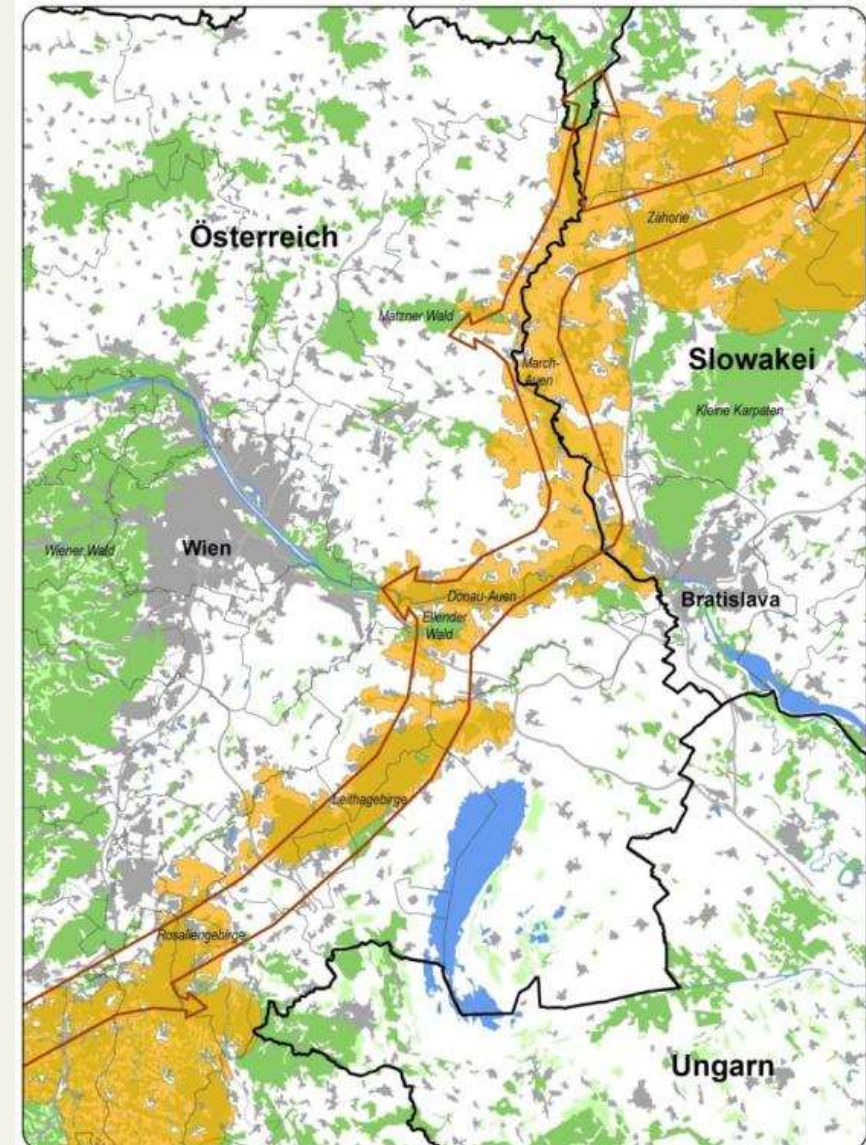 Österreich
Záhorie
Matzner Wald
March-
Auen
Slowakei
Kleine Karpaten
Wiener Wald
Wien
Donau-Auen
Ellender
Wald
Bratislava
Leithagebirge
Rosaliengebirge
Ungarn